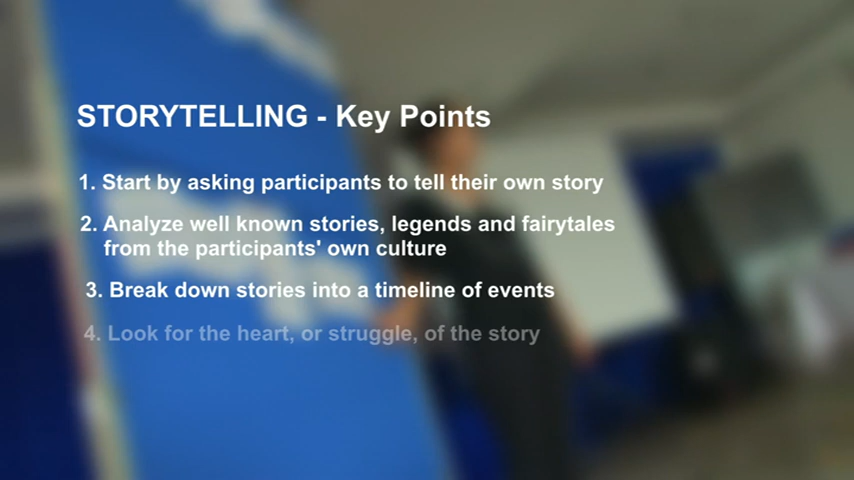 STORYTELLING - Key Points
1. Start by asking participants to tell their own story
2. Analyze well known stories, legends and fairytales
from the participants' own culture
3. Break down stories into a timeline of events
4. Look for the heart, or struggle, of the story